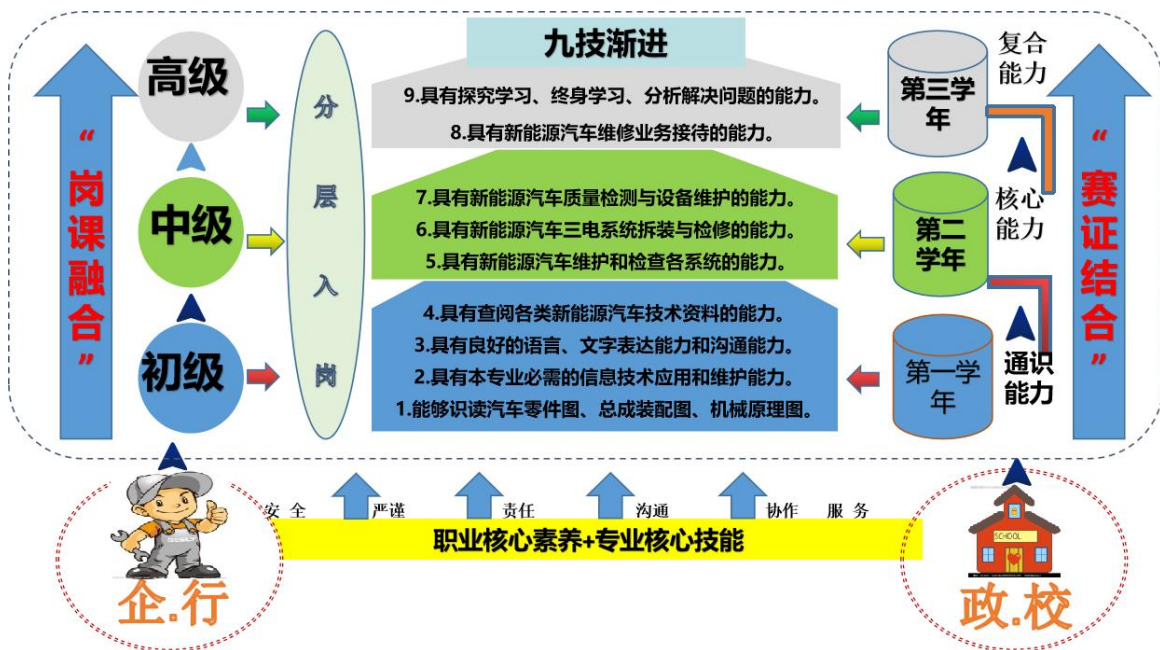 九技渐进
“岗课融合”
高级
中级
初级
分层入岗
9.具有探究学习、终身学习、分析解决问题的能力。
8.具有新能源汽车维修业务接待的能力。
7.具有新能源汽车质量检测与设备维护的能力。
6.具有新能源汽车三电系统拆装与检修的能力。
5.具有新能源汽车维护和检查各系统的能力。
4.具有查阅各类新能源汽车技术资料的能力。
3.具有良好的语言、文字表达能力和沟通能力。
2.具有本专业必需的信息技术应用和维护能力。
1.能够识读汽车零件图、总成装配图、机械原理图。
第三学
年
第二
学年
第一学
年
复合
能力
核心
能力
通识
能力
“赛证结合”
安全 严谨 责任 沟通 协作 服务
职业核心素养+专业核心技能
企.行
SCHOOL
政.校